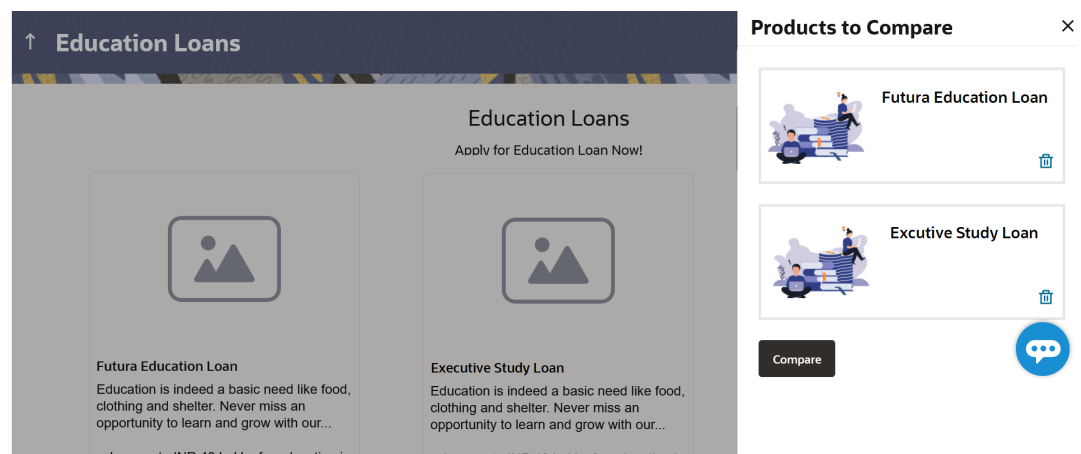 Education Loans
Products to Compare
Education Loans
Apply for Education Loan Now!
Futura Education Loan
Excutive Study Loan
Compare
Futura Education Loan
Education is indeed a basic need like food,
clothing and shelter. Never miss an
opportunity to learn and grow with our...
Executive Study Loan
Education is indeed a basic need like food,
clothing and shelter. Never miss an
opportunity to learn and grow with our...